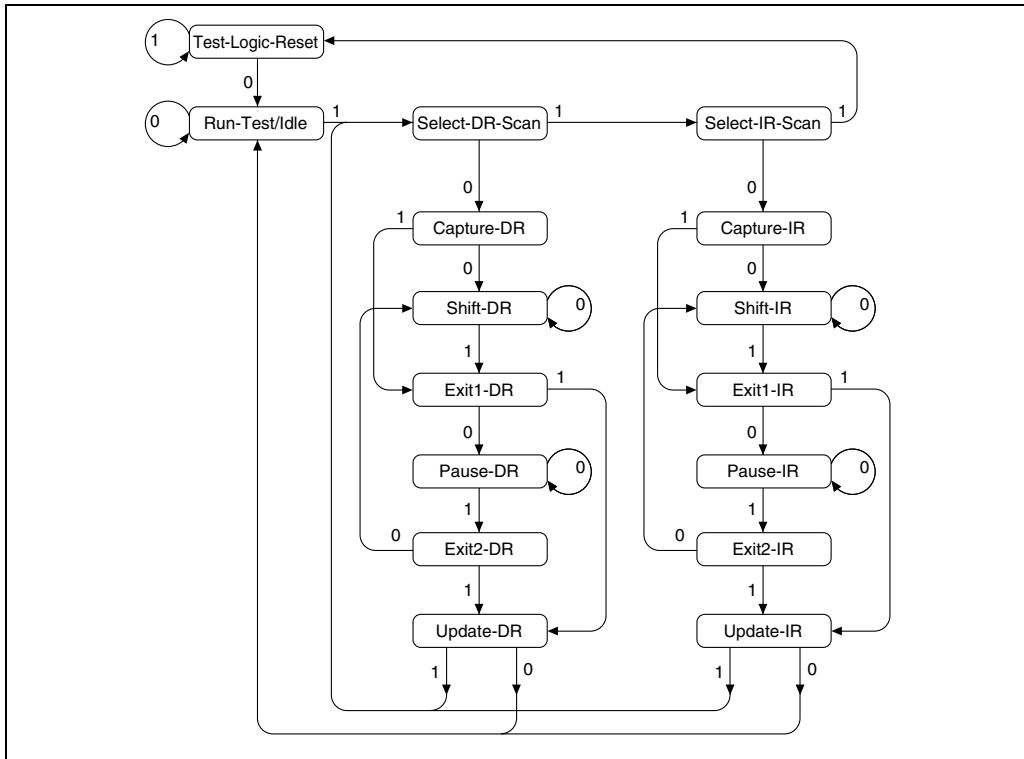 1
Test-Logic-Reset
0
0
Run-Test/Idle
1
Select-DR-Scan
1
Select-IR-Scan
1
0
0
1
Capture-DR
1
Capture-IR
0
0
Shift-DR
0
Shift-IR
0
1
1
Exit1-DR
1
Exit1-IR
1
0
0
Pause-DR
0
Pause-IR
0
1
1
0
Exit2-DR
0
Exit2-IR
1
1
Update-DR
Update-IR
1
0
1
0